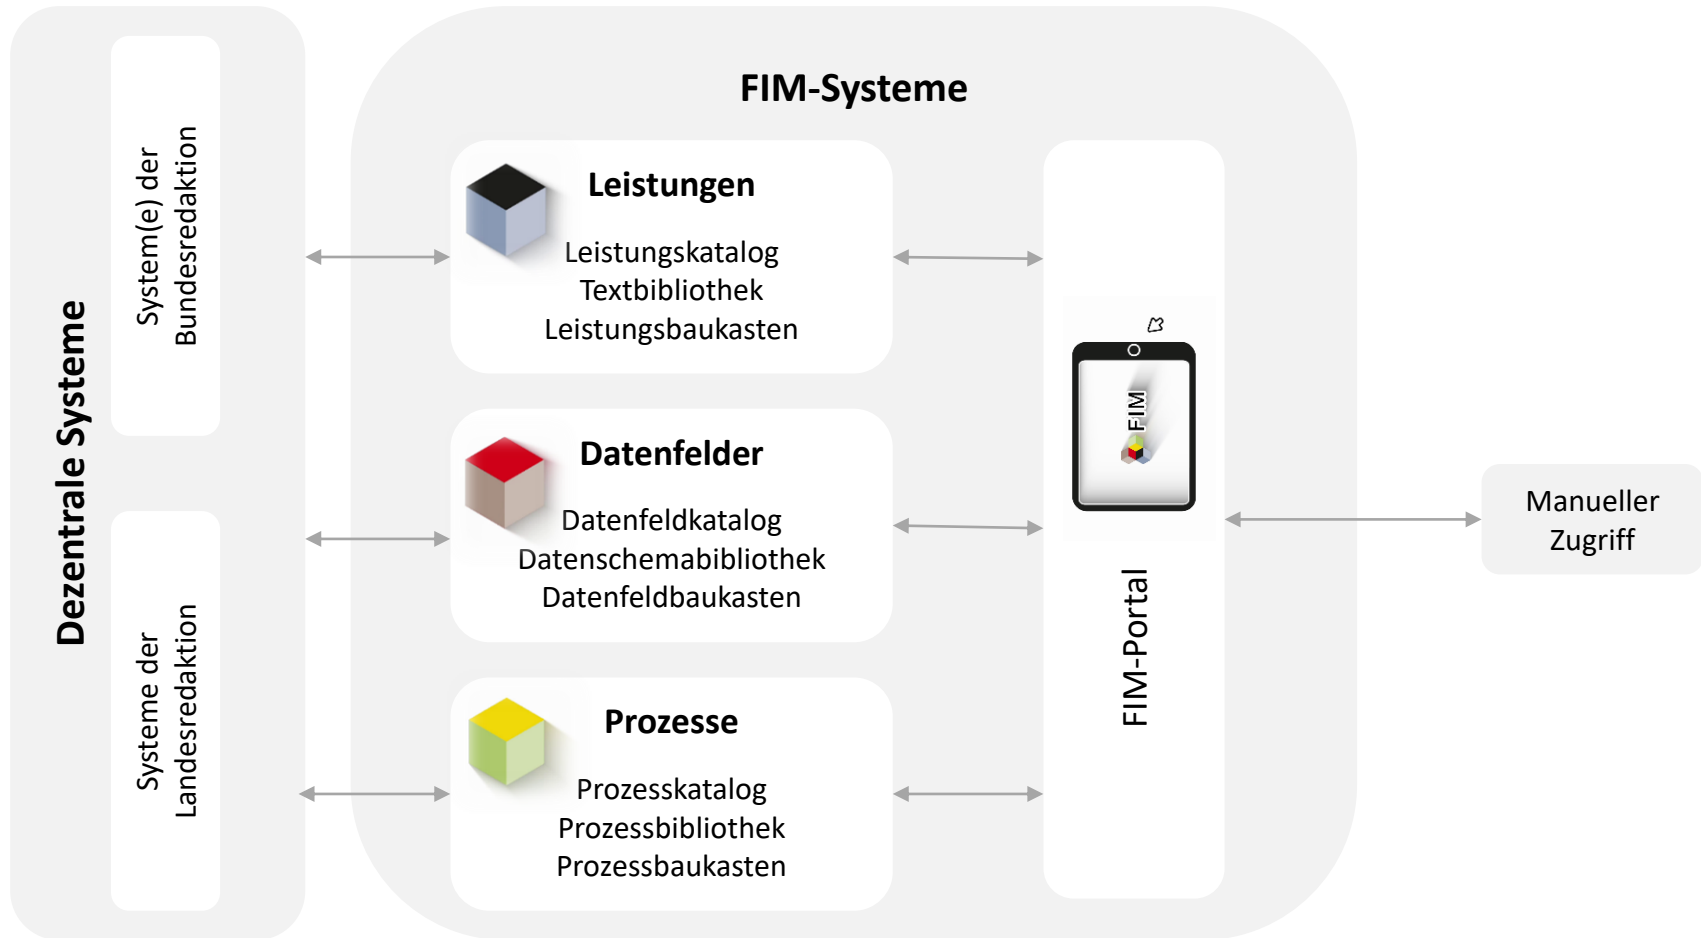 Dezentrale Systeme
System(e) der
Bundesredaktion
Systeme der
Landesredaktion
FIM-Systeme
Leistungen
Leistungskatalog
Textbibliothek
Leistungsbaukasten
Datenfelder
Datenfeldkatalog
Datenschemabibliothek
Datenfeldbaukasten
Prozesse
Prozesskatalog
Prozessbibliothek
Prozessbaukasten
FIM
FIM-Portal
Manueller
Zugriff